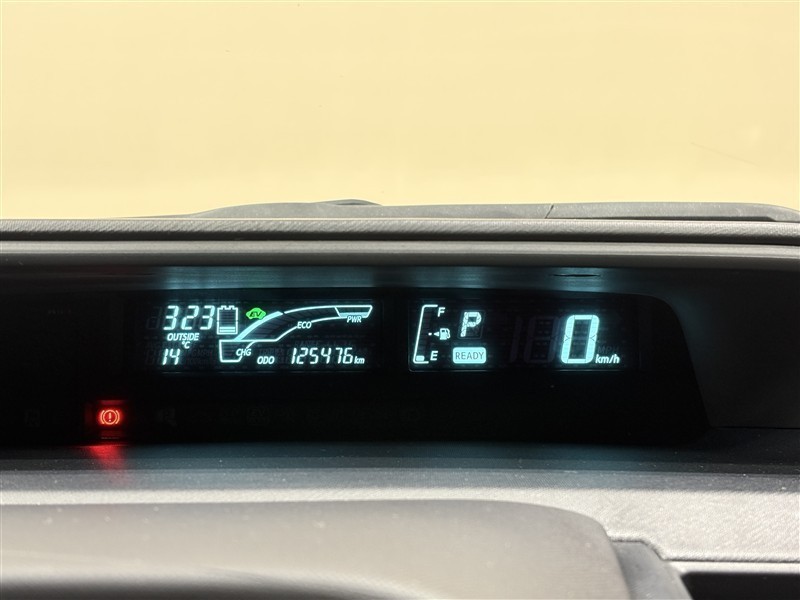 323
EV
OUTSIDE
°C
14
ECO
PWR
CHG
ODO 125476 km
F
E
P
READY
0 km/h